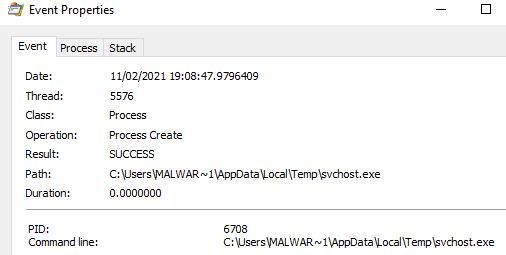 Event Properties
Event Process Stack
Date: 11/02/2021 19:08:47.9796409
Thread: 5576
Class: Process
Operation: Process Create
Result: SUCCESS
Path: C:\Users\MALWAR~1\AppData\Local\Temp\svchost.exe
Duration: 0.0000000
PID: 6708
Command line: C:\Users\MALWAR~1\AppData\Local\Temp\svchost.exe